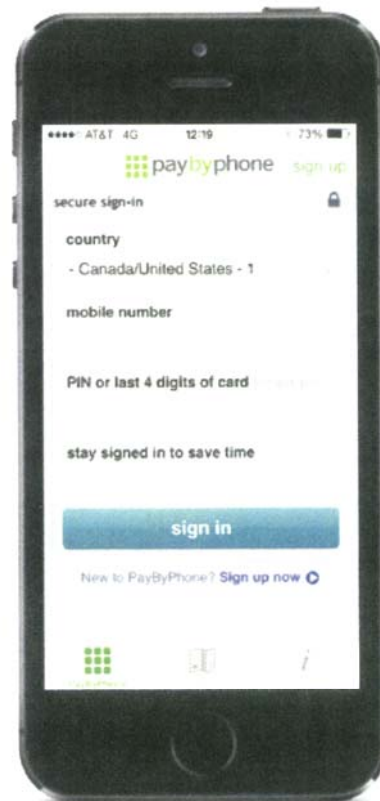 AT&T 4G 12:19 73%
paybyphone sign up
secure sign-in
country
- Canada/United States - 1
mobile number
PIN or last 4 digits of card
stay signed in to save time
sign in
New to PayByPhone? Sign up now
i